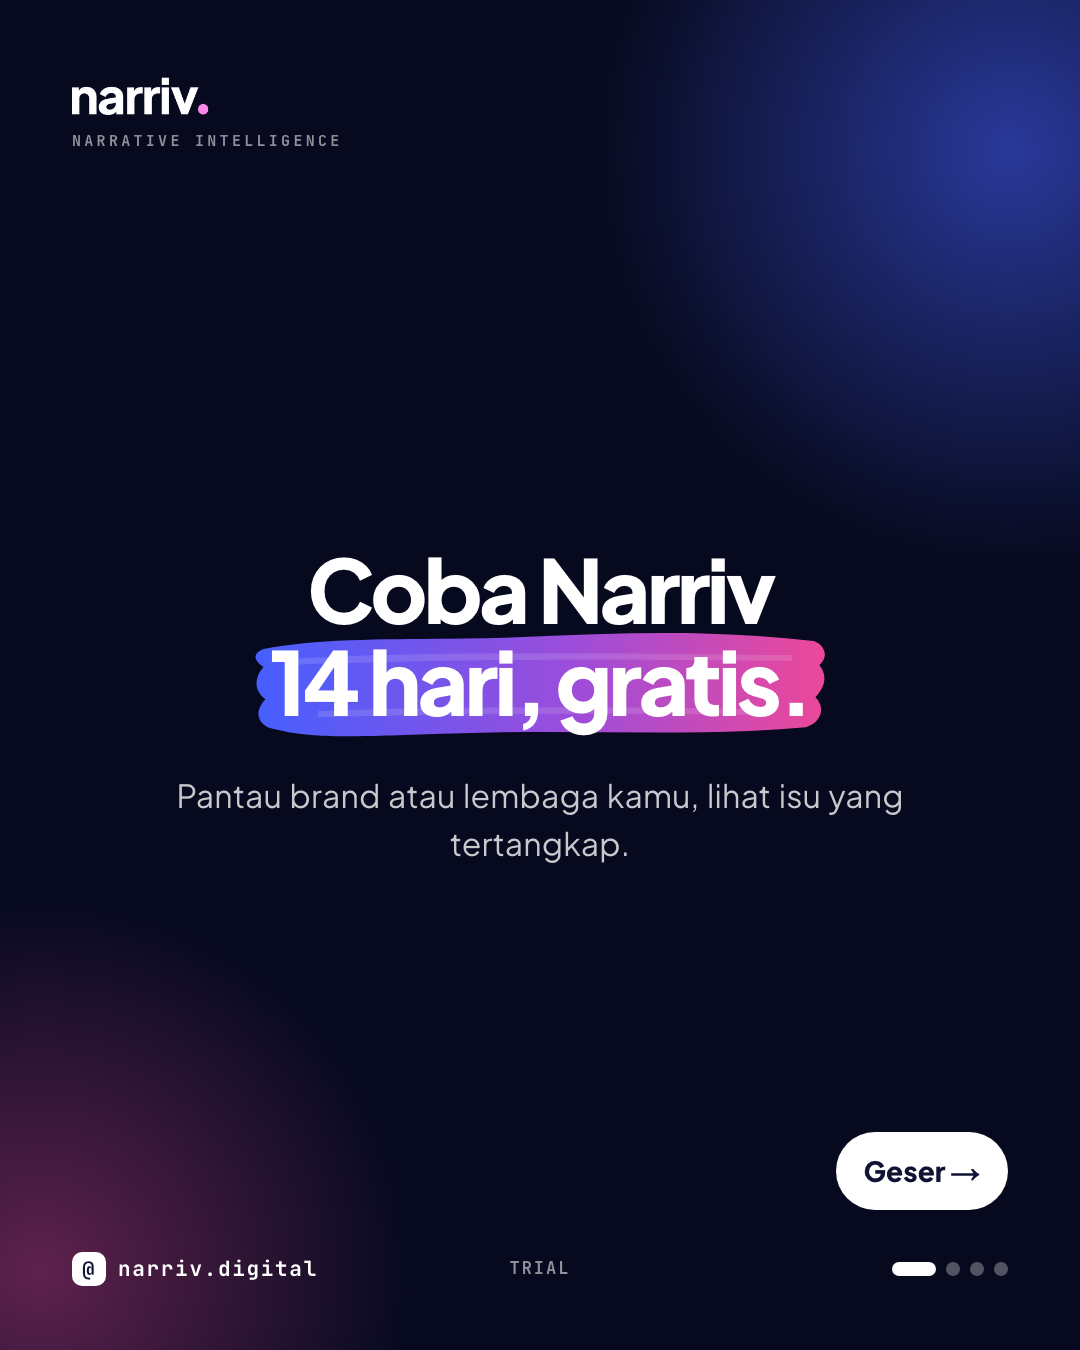 narriv.
NARRATIVE INTELLIGENCE
Coba Narriv
14 hari, gratis.
Pantau brand atau lembaga kamu, lihat isu yang
tertangkap.
Geser →
@ narriv.digital
TRIAL